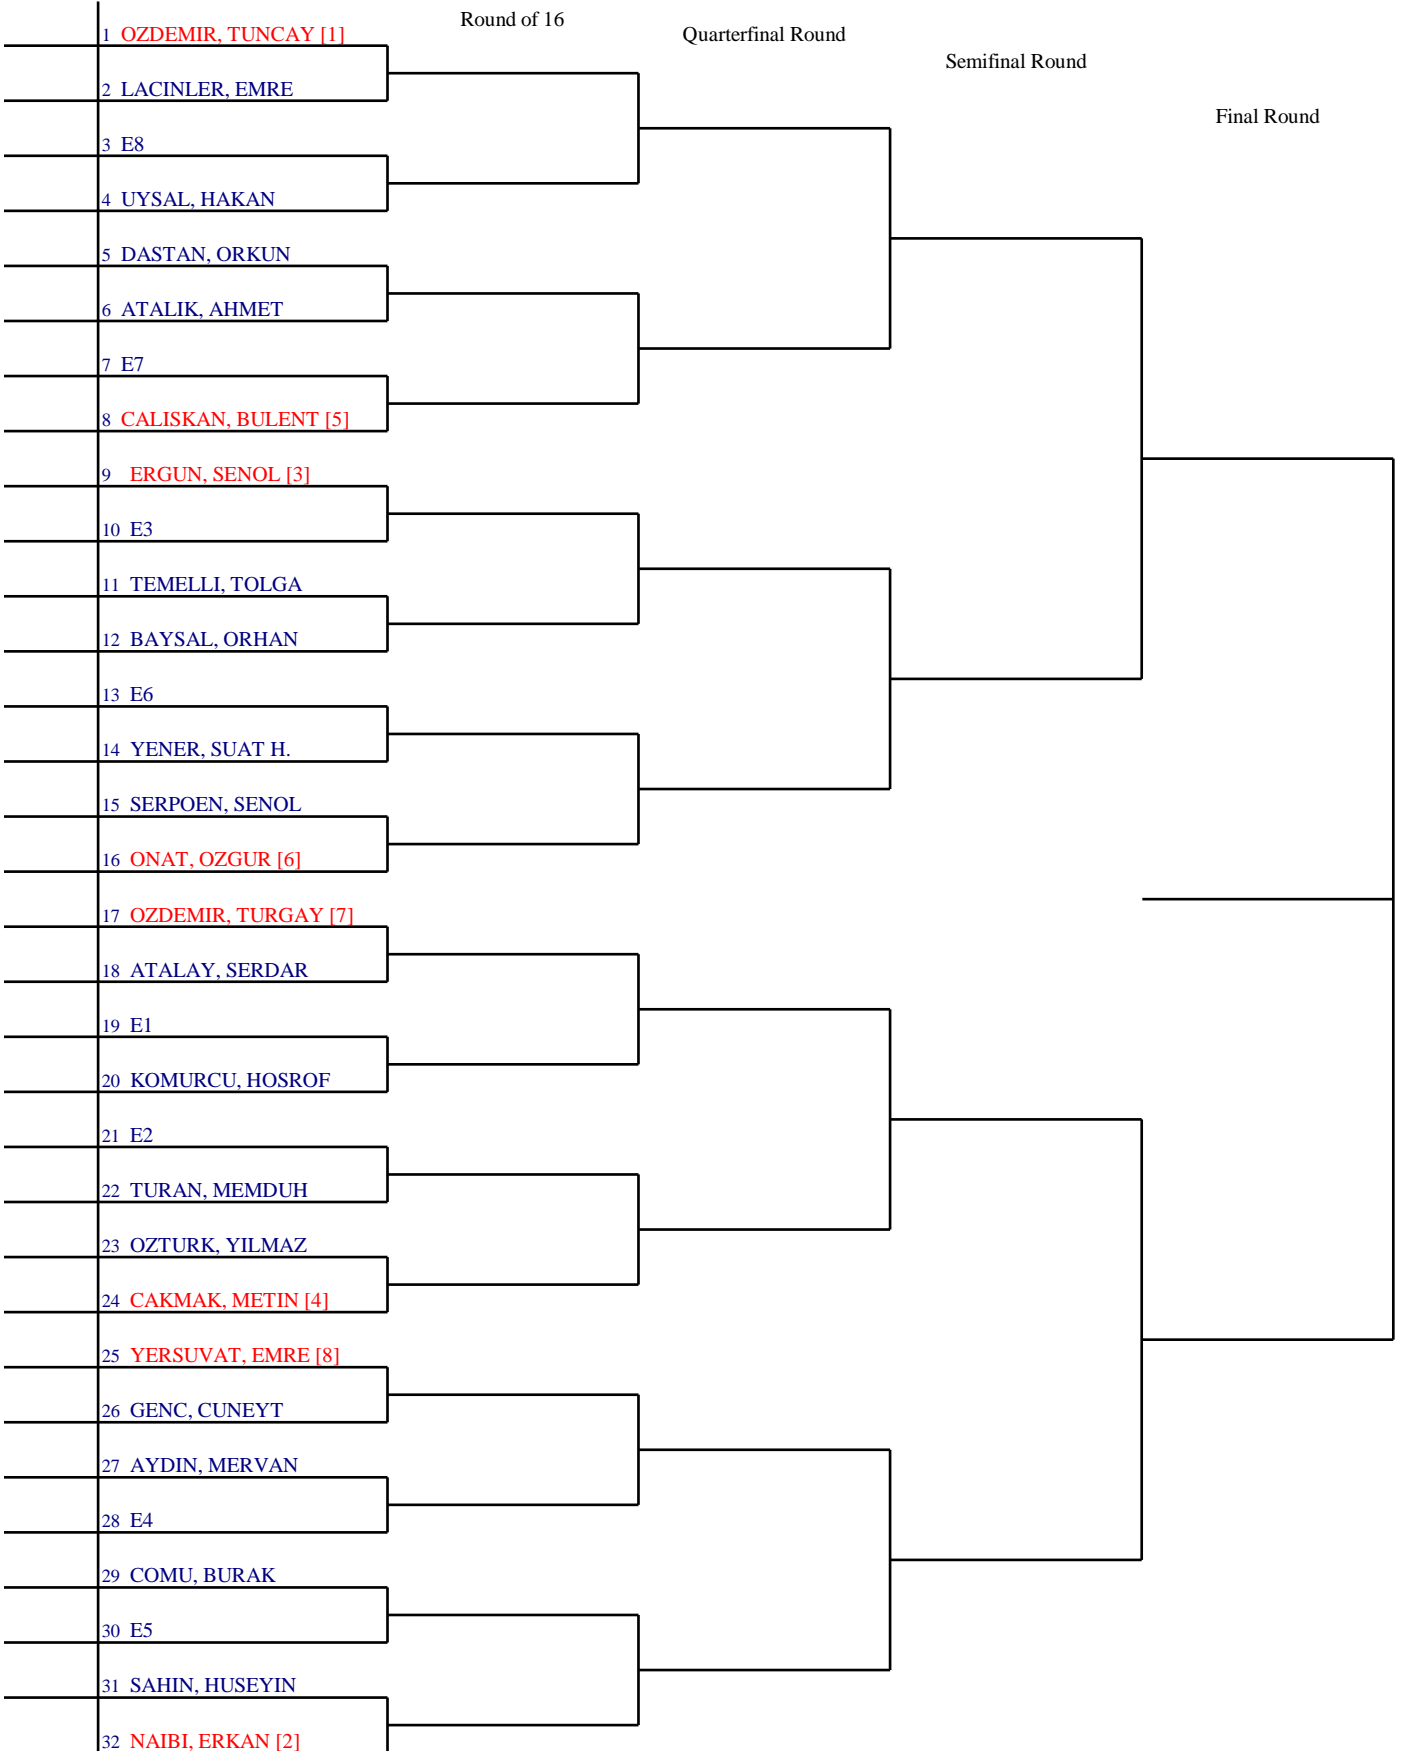 Round of 16
Quarterfinal Round
Semifinal Round
Final Round
1 OZDEMIR, TUNCAY [1]
2 LACINLER, EMRE
3 E8
4 UYSAL, HAKAN
5 DASTAN, ORKUN
6 ATALIK, AHMET
7 E7
8 CALISKAN, BULENT [5]
9 ERGUN, SENOL [3]
10 E3
11 TEMELLI, TOLGA
12 BAYSAL, ORHAN
13 E6
14 YENER, SUAT H.
15 SERPOEN, SENOL
16 ONAT, OZGUR [6]
17 OZDEMIR, TURGAY [7]
18 ATALAY, SERDAR
19 E1
20 KOMURCU, HOSROF
21 E2
22 TURAN, MEMDUH
23 OZTURK, YILMAZ
24 CAKMAK, METIN [4]
25 YERSUVAT, EMRE [8]
26 GENC, CUNEYT
27 AYDIN, MERVAN
28 E4
29 COMU, BURAK
30 E5
31 SAHIN, HUSEYIN
32 NAIBI, ERKAN [2]